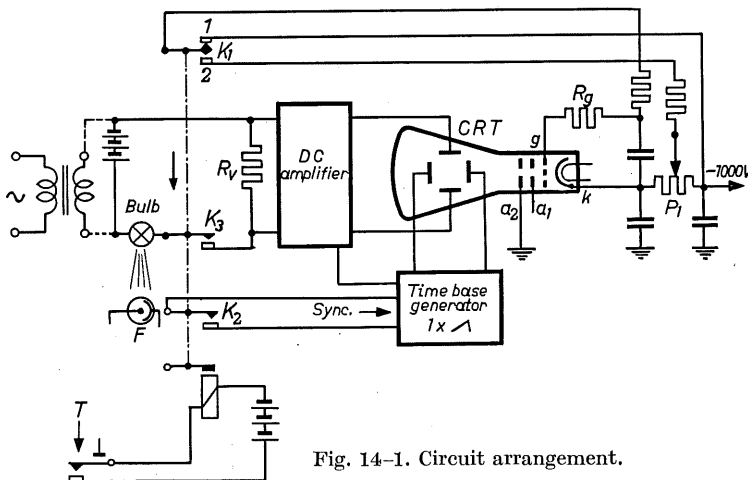 1
K1
2
Rg
CRT
g
DC
amplifier
Rv
-1000V
k
P1
a2
a1
Bulb
K3
Time base
generator
1x
Sync.
K2
F
T
Fig. 14-1. Circuit arrangement.